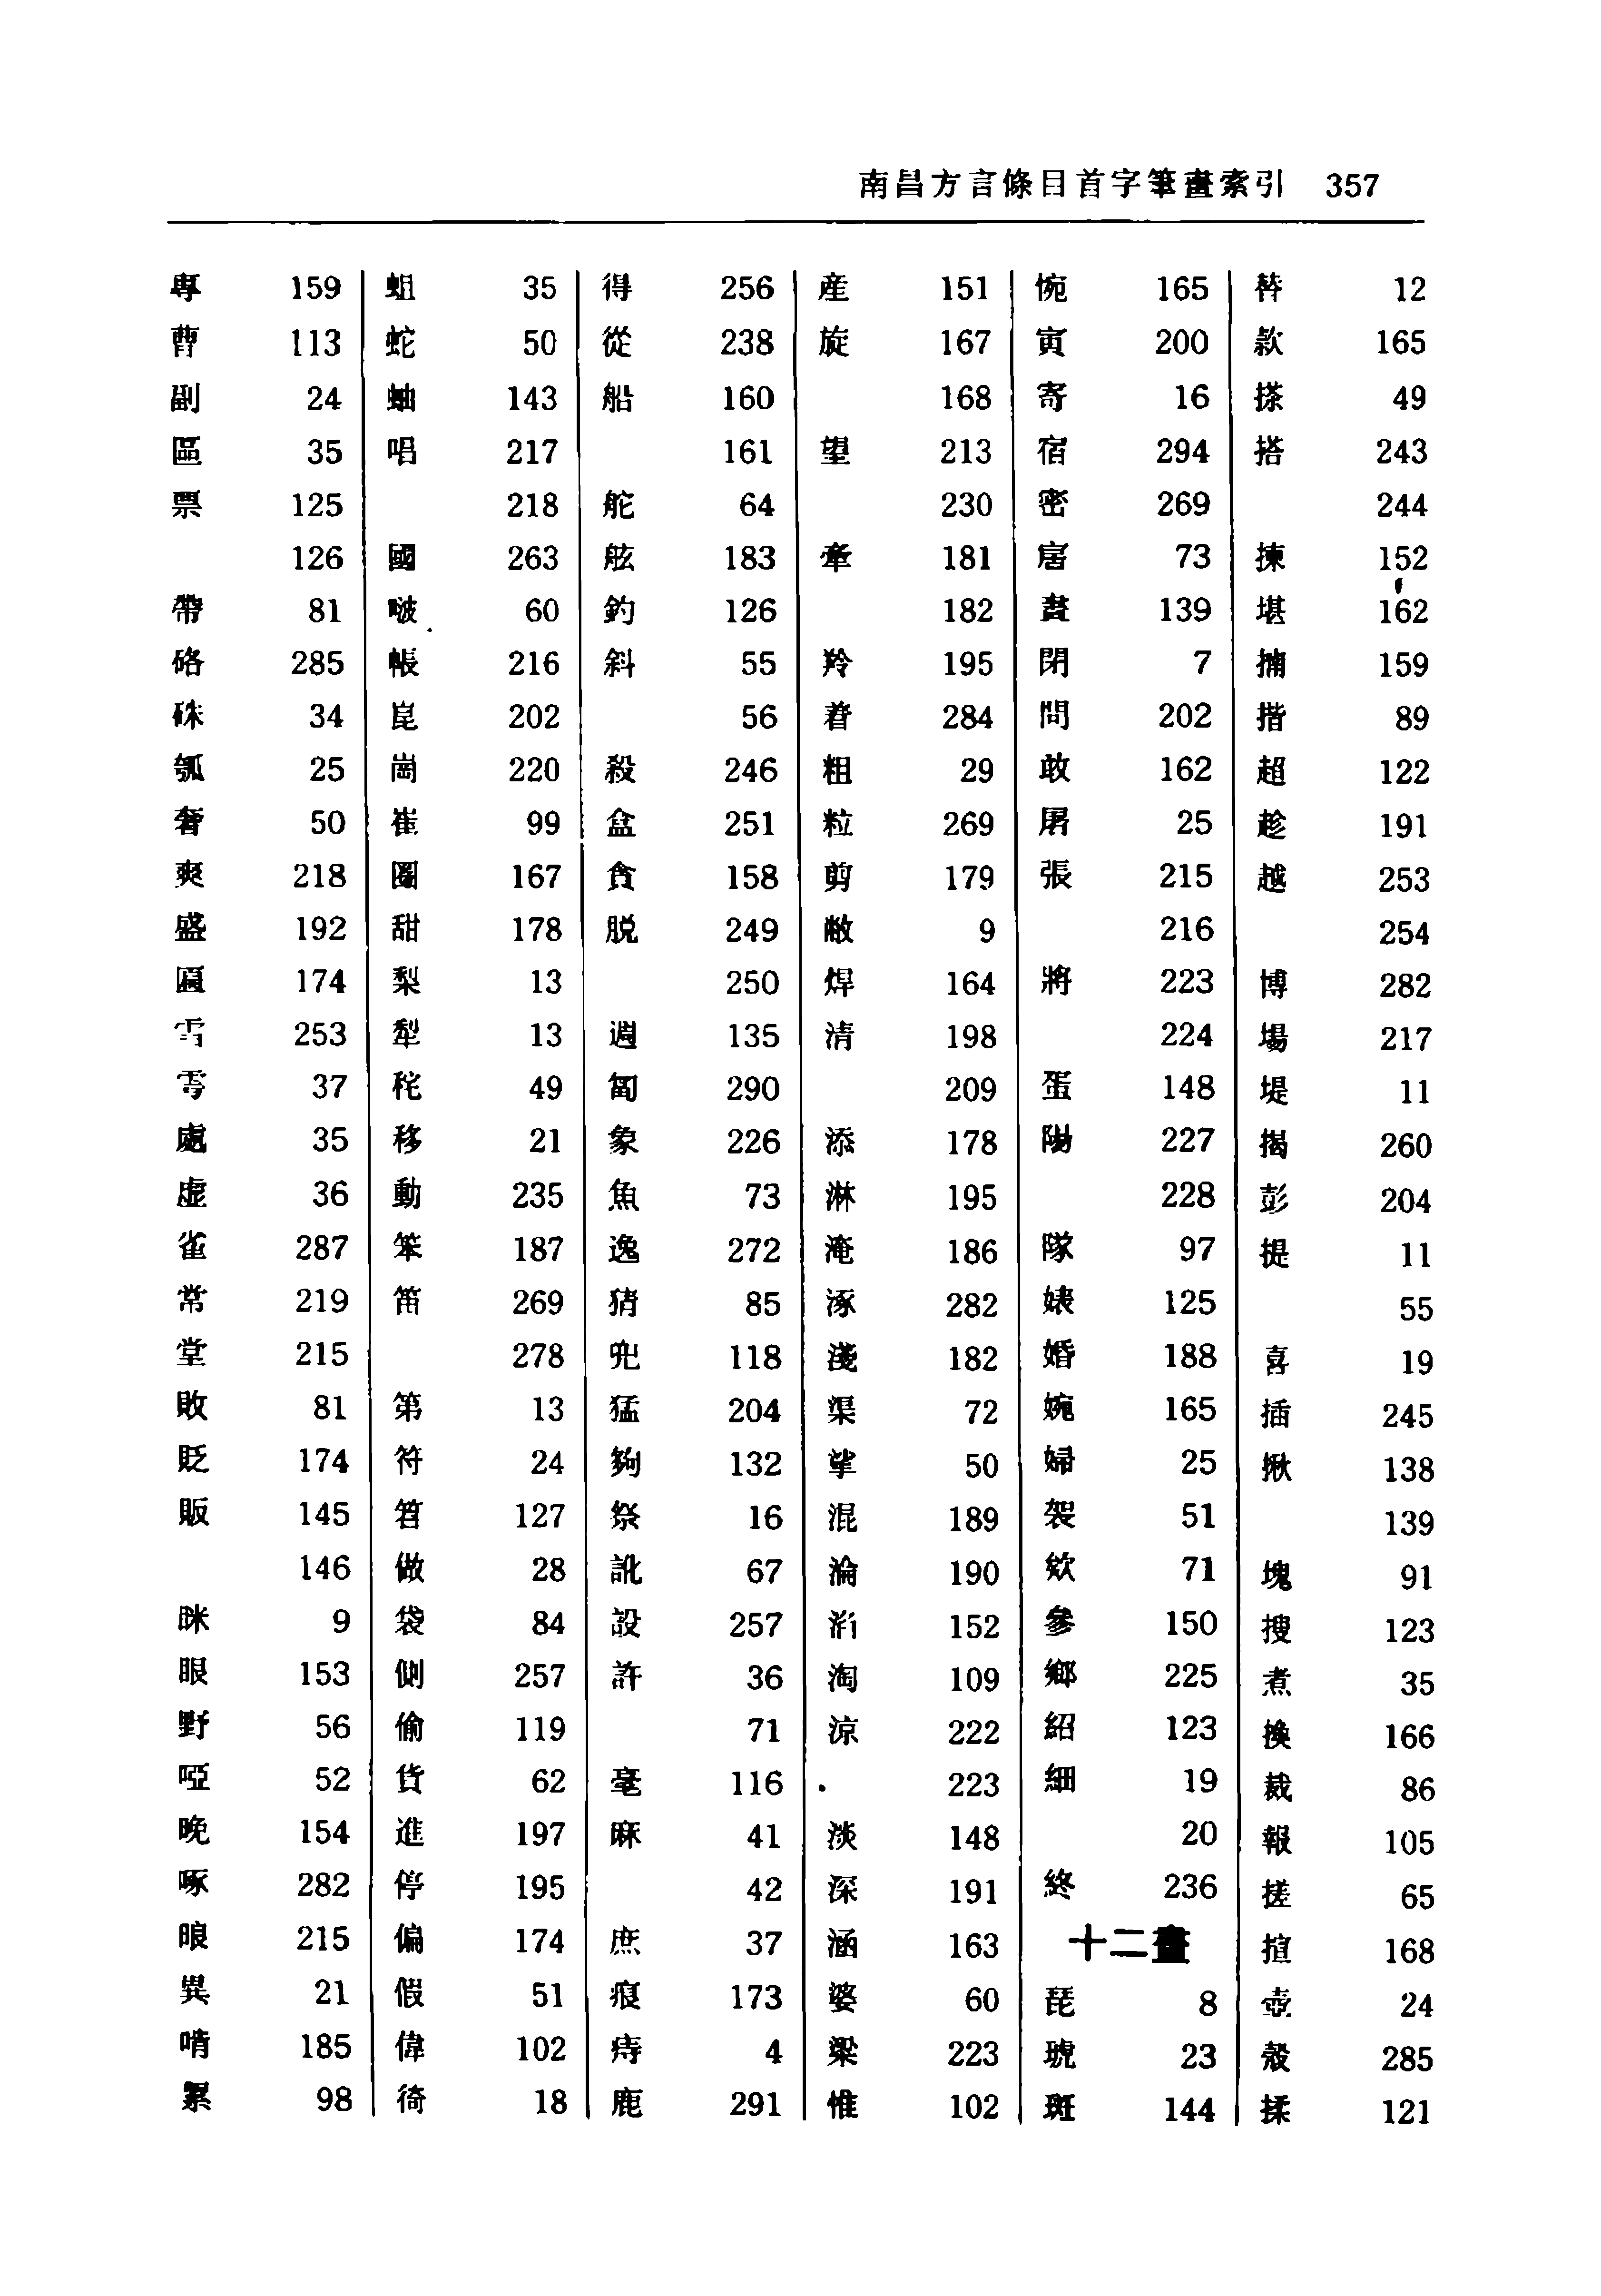 南昌方言條目首字筆畫索引 357
專 159
曹 113
副 24
區 35
票 125
126
帶 81
硌 285
硃 34
瓠 25
奢 50
爽 218
盛 192
匾 174
雪 253
雩 37
處 35
虛 36
雀 287
常 219
堂 215
敗 81
貶 174
販 145
146
眯 9
眼 153
野 56
啞 52
晚 154
啄 282
眼 215
異 21
啃 185
累 98
蛆 35
蛇 50
蚰 143
唱 217
218
國 263
啵 60
帳 216
崑 202
崗 220
崔 99
圈 167
甜 178
梨 13
犁 13
秺 49
移 21
動 235
笨 187
笛 269
278
第 13
符 24
笤 127
做 28
袋 84
側 257
偷 119
貨 62
進 197
停 195
偏 174
假 51
偉 102
徛 18
得 256
從 238
船 160
161
舵 64
舷 183
釣 126
斜 55
56
殺 246
盒 251
貪 158
脱 249
250
週 135
匐 290
象 226
魚 73
逸 272
猜 85
兜 118
猛 204
夠 132
祭 16
訛 67
設 257
許 36
71
毫 116
麻 41
42
庶 37
痕 173
痔 4
鹿 291
産 151
旋 167
168
望 213
230
牽 181
182
羚 195
着 284
粗 29
粒 269
剪 179
敝 9
焊 164
清 198
209
添 178
淋 195
淹 186
涿 282
淺 182
渠 72
挲 50
混 189
淪 190
淊 152
淘 109
涼 222
223
淡 148
深 191
涵 163
婆 60
梁 223
惟 102
惋 165
寅 200
寄 16
宿 294
密 269
扈 73
晝 139
閉 7
問 202
敢 162
屠 25
張 215
216
將 223
224
蛋 148
陽 227
228
隊 97
婊 125
婚 188
婉 165
婦 25
袈 51
欸 71
參 150
鄉 225
紹 123
細 19
20
終 236
十二畫
琵 8
琥 23
斑 144
替 12
款 165
搽 49
搭 243
244
揀 152
堪 162
揇 159
揩 89
超 122
趁 191
越 253
254
博 282
場 217
堤 11
揭 260
彭 204
提 11
55
喜 19
插 245
揪 138
139
塊 91
搜 123
煮 35
换 166
裁 86
報 105
搓 65
揎 168
壺 24
殼 285
揉 121